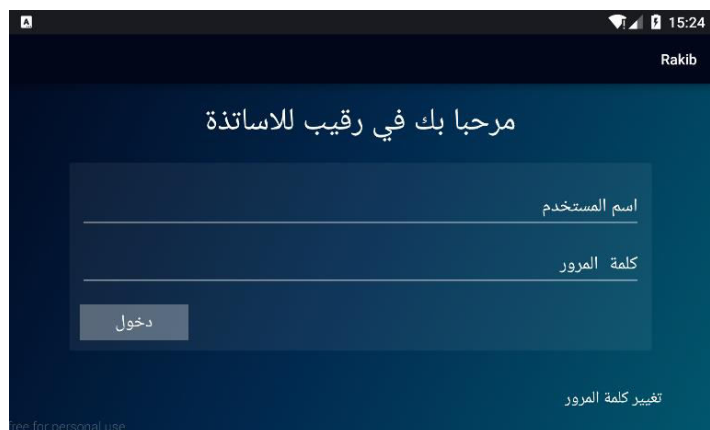 15:24
Rakib
مرحبا بك في رقيب للاساتذة
اسم المستخدم
كلمة المرور
دخول
تغيير كلمة المرور
free for personal use